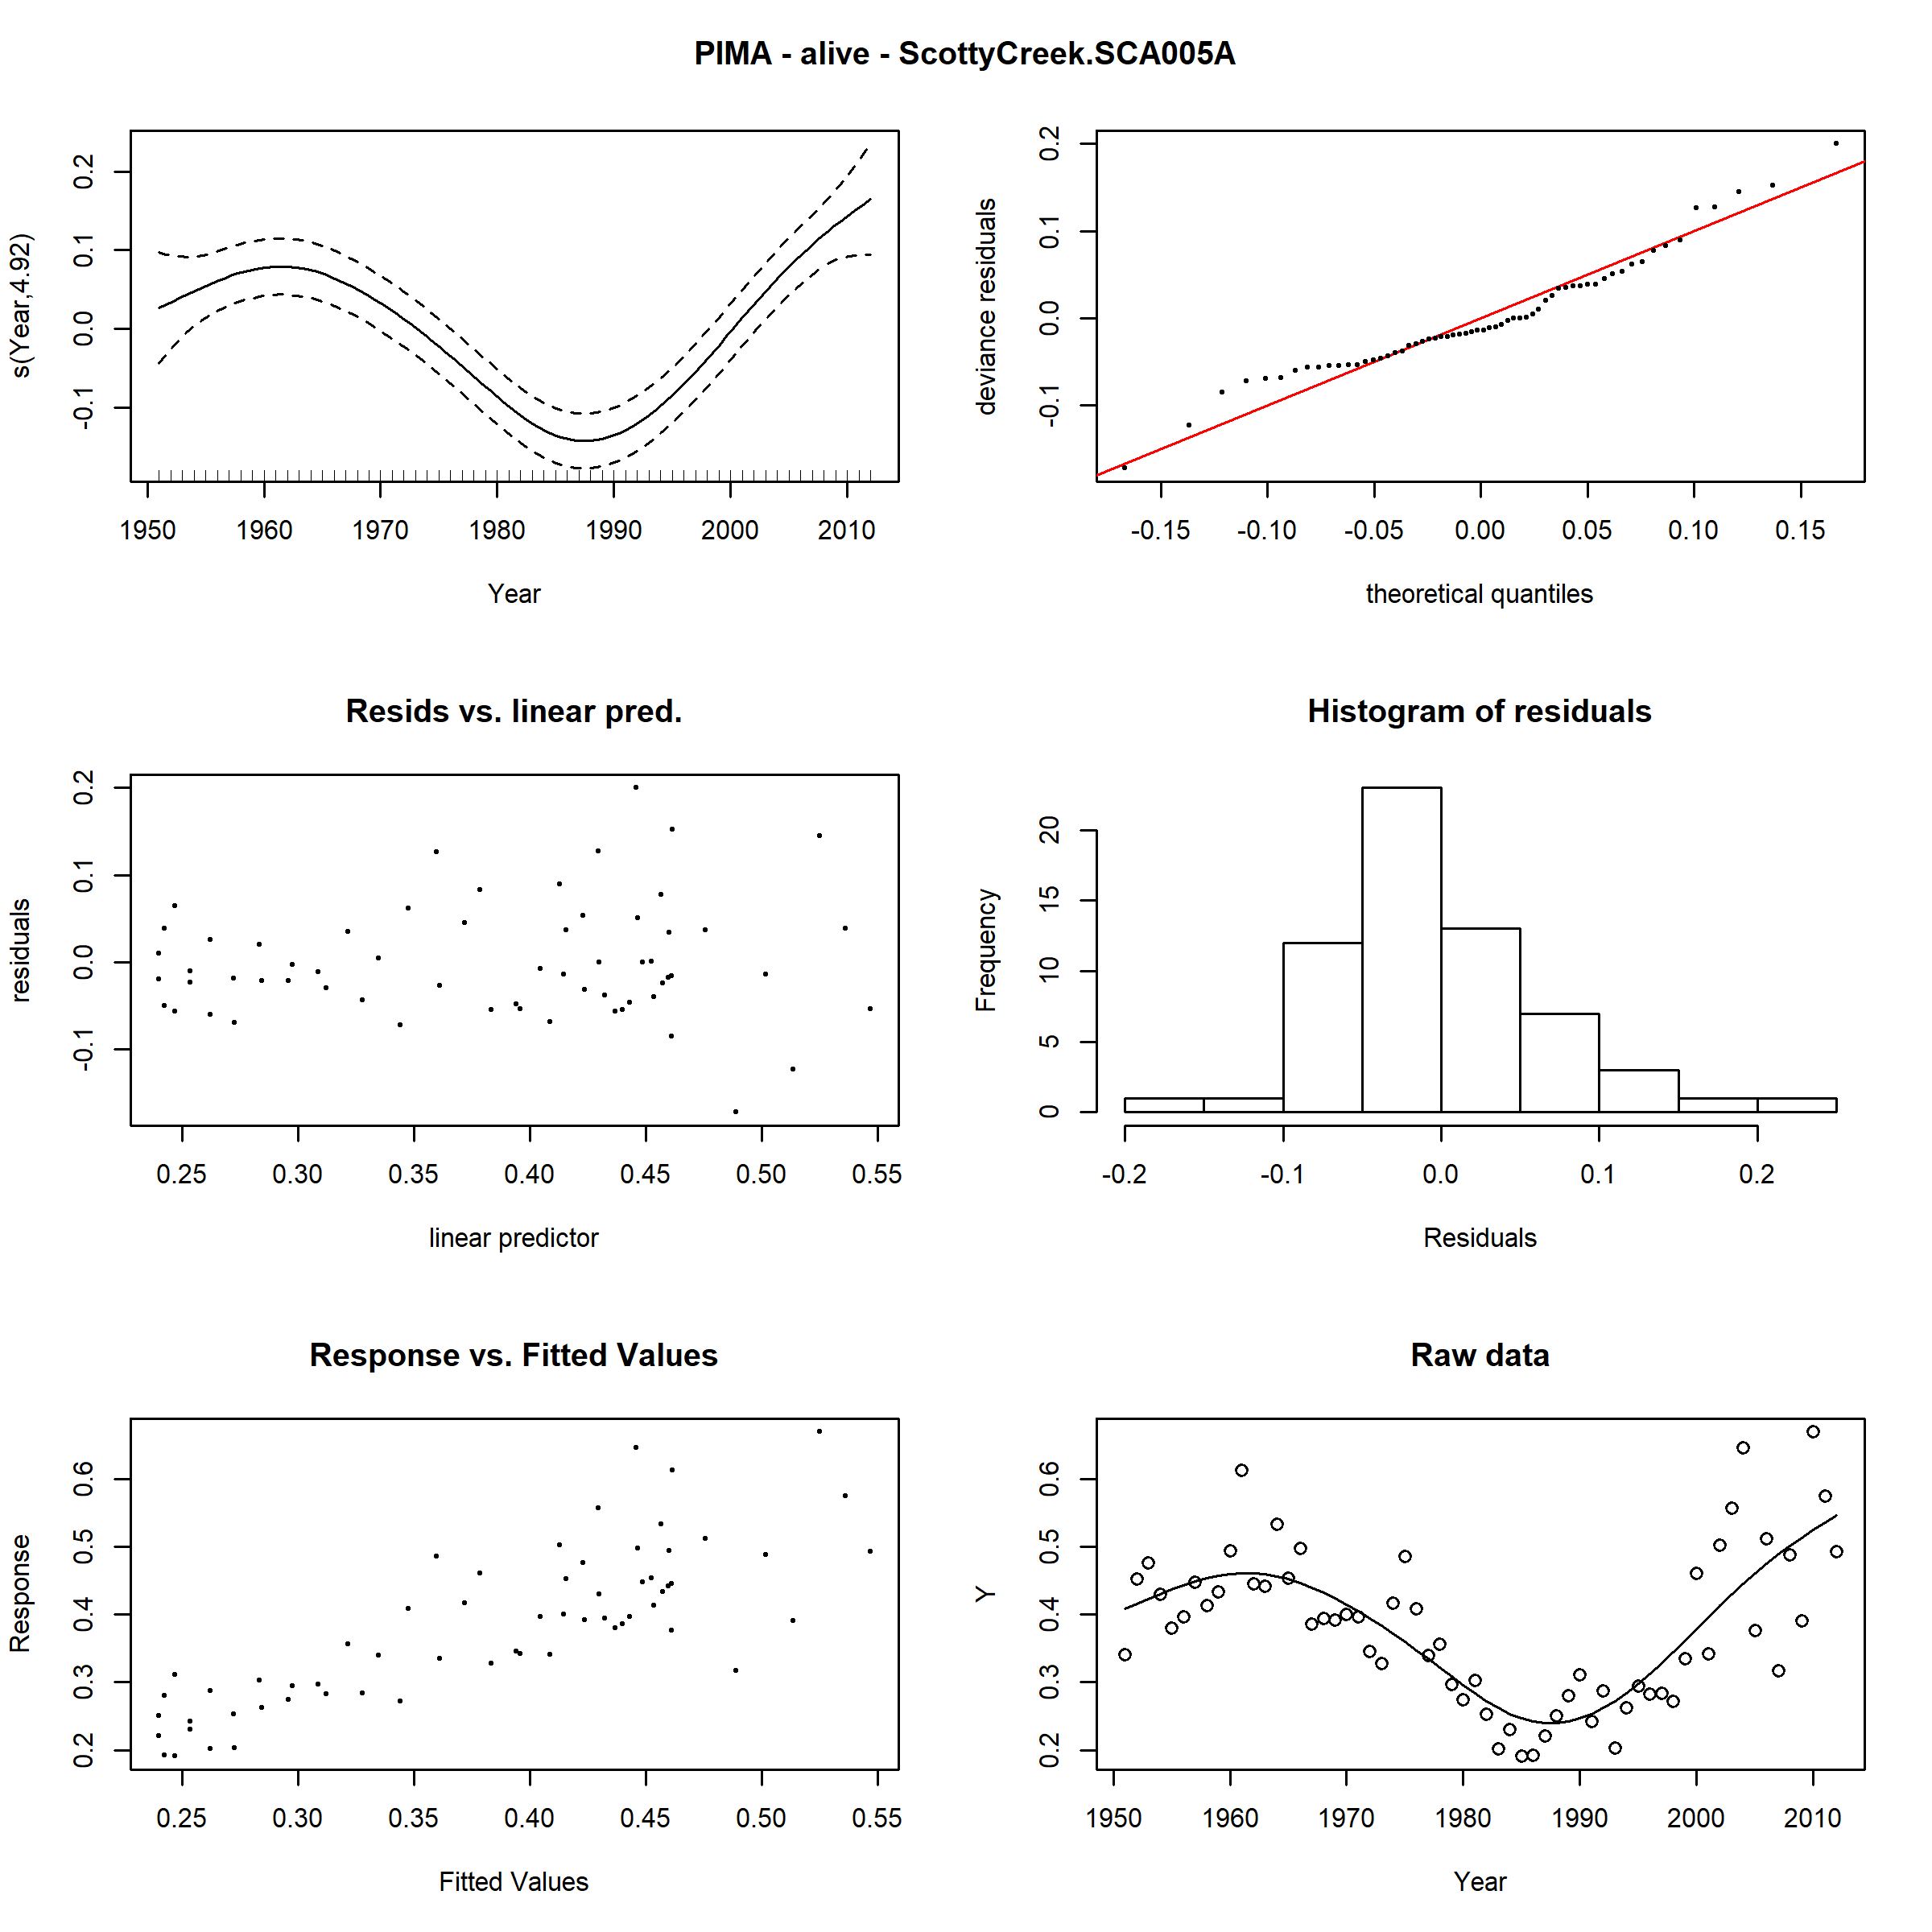 PIMA - alive - ScottyCreek.SCA005A
s(Year,4.92)
-0.1 0.0 0.1 0.2
1950 1960 1970 1980 1990 2000 2010
Year
deviance residuals
-0.1 0.0 0.1 0.2
-0.15 -0.10 -0.05 0.00 0.05 0.10 0.15
theoretical quantiles
Resids vs. linear pred.
residuals
-0.1 0.0 0.1 0.2
0.25 0.30 0.35 0.40 0.45 0.50 0.55
linear predictor
Histogram of residuals
Frequency
0 5 10 15 20
-0.2 -0.1 0.0 0.1 0.2
Residuals
Response vs. Fitted Values
Response
0.2 0.3 0.4 0.5 0.6
0.25 0.30 0.35 0.40 0.45 0.50 0.55
Fitted Values
Raw data
Y
0.2 0.3 0.4 0.5 0.6
1950 1960 1970 1980 1990 2000 2010
Year